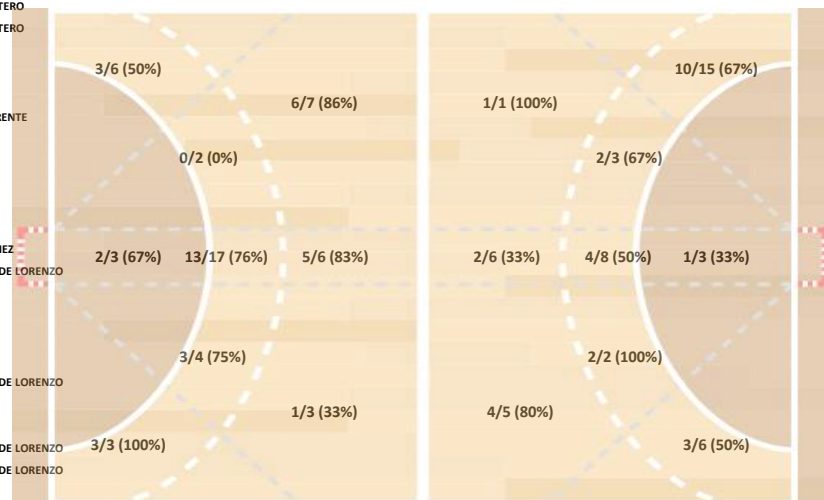 TERO
TERO
3/6 (50%) 10/15 (67%)
6/7 (86%) 1/1 (100%)
RENTE
0/2 (0%) 2/3 (67%)
NEZ
2/3 (67%) 13/17 (76%) 5/6 (83%) 2/6 (33%) 4/8 (50%) 1/3 (33%)
DE LORENZO
3/4 (75%) 2/2 (100%)
DE LORENZO
1/3 (33%) 4/5 (80%)
3/3 (100%) 3/6 (50%)
DE LORENZO
DE LORENZO